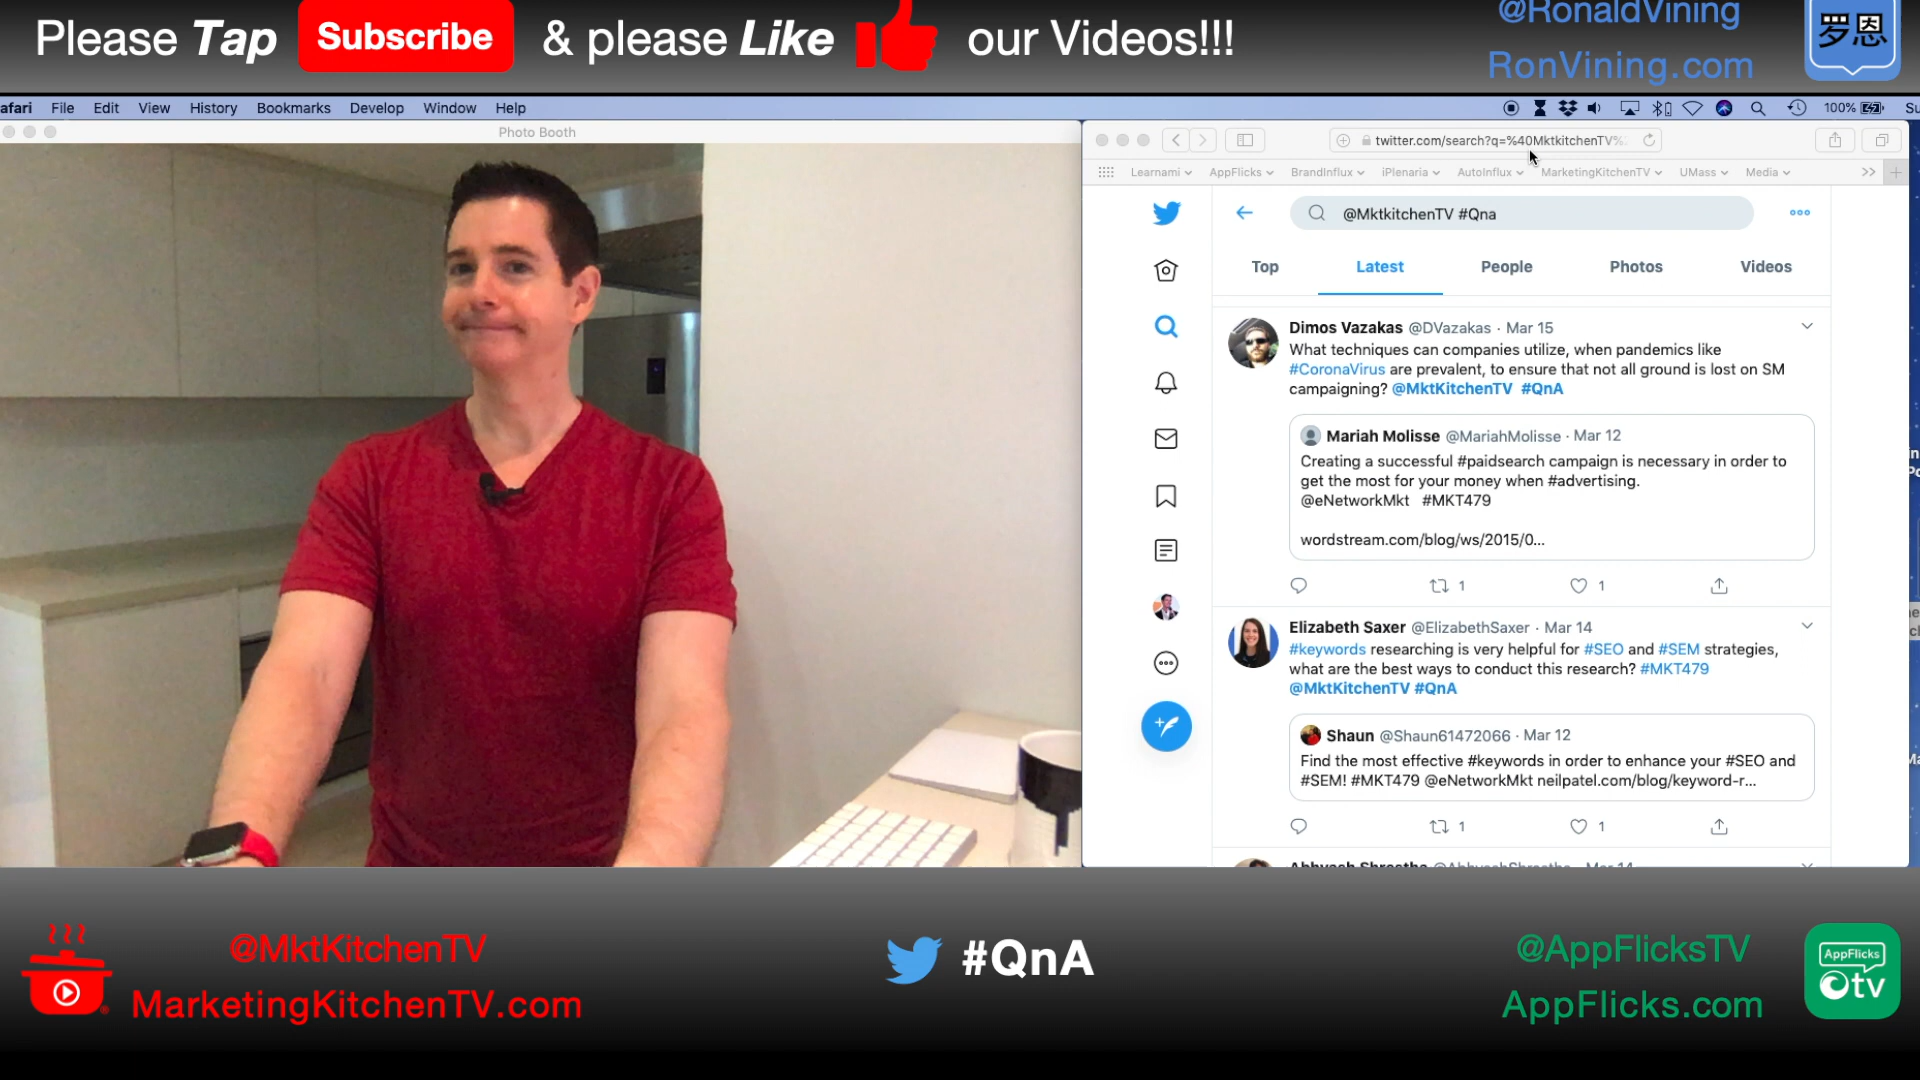 Please Tap Subscribe & please Like our Videos!!!
@RonaldVining
RonVining.com
罗恩
afari File Edit View History Bookmarks Develop Window Help
100%
Photo Booth
twitter.com/search?q=%40MktkitchenTV%
Learnami AppFlicks BrandInflux iPlenaria AutoInflux MarketingKitchenTV UMass Media
@MktkitchenTV #Qna
Top Latest People Photos Videos
Dimos Vazakas @DVazakas · Mar 15
What techniques can companies utilize, when pandemics like
#CoronaVirus are prevalent, to ensure that not all ground is lost on SM
campaigning? @MktKitchenTV #QnA
Mariah Molisse @MariahMolisse · Mar 12
Creating a successful #paidsearch campaign is necessary in order to
get the most for your money when #advertising.
@eNetworkMkt #MKT479
wordstream.com/blog/ws/2015/0...
1 1
Elizabeth Saxer @ElizabethSaxer · Mar 14
#keywords researching is very helpful for #SEO and #SEM strategies,
what are the best ways to conduct this research? #MKT479
@MktKitchenTV #QnA
Shaun @Shaun61472066 · Mar 12
Find the most effective #keywords in order to enhance your #SEO and
#SEM! #MKT479 @eNetworkMkt neilpatel.com/blog/keyword-r...
1 1
@MktKitchenTV
MarketingKitchenTV.com
#QnA
@AppFlicksTV
AppFlicks.com
AppFlicks
tv